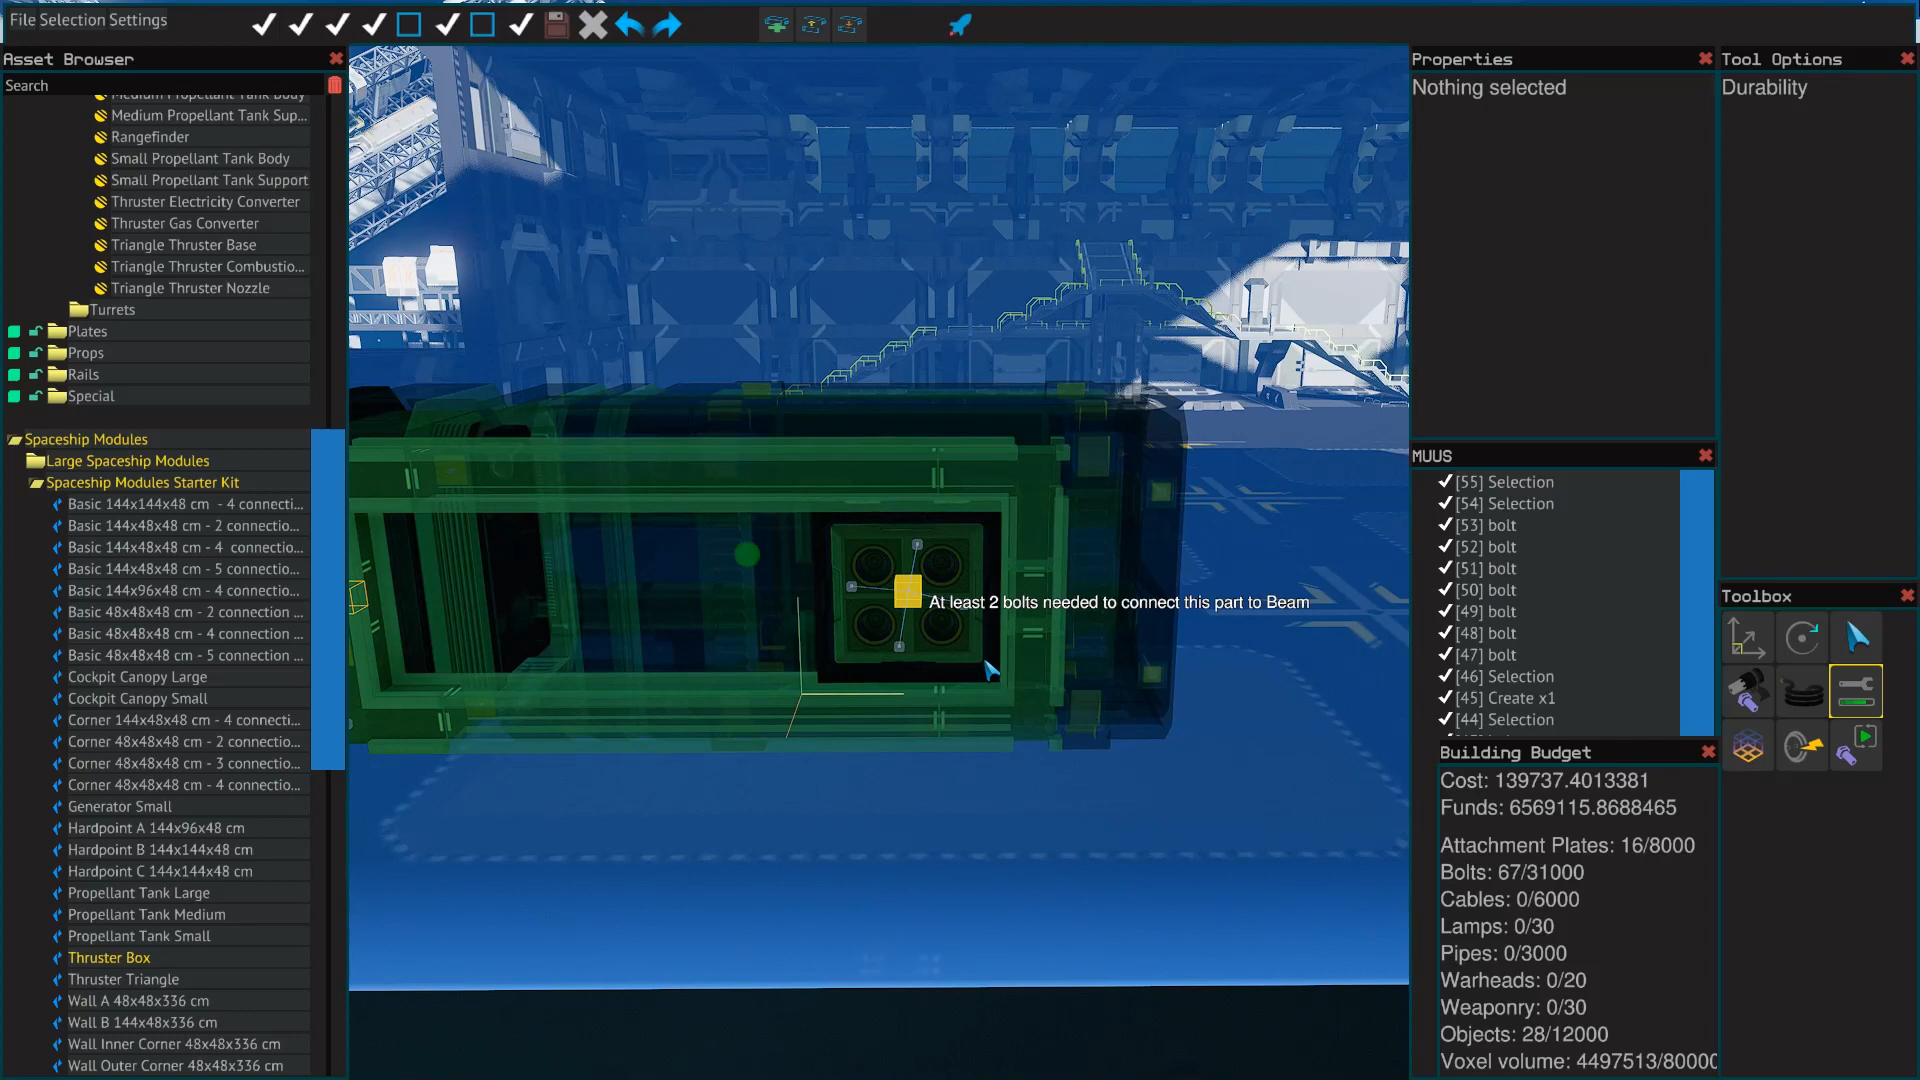 File Selection Settings
Asset Browser
Search
Medium Propellant Tank Body
Medium Propellant Tank Sup...
Rangefinder
Small Propellant Tank Body
Small Propellant Tank Support
Thruster Electricity Converter
Thruster Gas Converter
Triangle Thruster Base
Triangle Thruster Combustio...
Triangle Thruster Nozzle
Turrets
Plates
Props
Rails
Special
Spaceship Modules
Large Spaceship Modules
Spaceship Modules Starter Kit
Basic 144x144x48 cm - 4 connecti...
Basic 144x48x48 cm - 2 connectio...
Basic 144x48x48 cm - 4 connectio...
Basic 144x48x48 cm - 5 connectio...
Basic 144x96x48 cm - 4 connectio...
Basic 48x48x48 cm - 2 connection...
Basic 48x48x48 cm - 4 connection...
Basic 48x48x48 cm - 5 connection...
Cockpit Canopy Large
Cockpit Canopy Small
Corner 144x48x48 cm - 4 connecti...
Corner 48x48x48 cm - 2 connectio...
Corner 48x48x48 cm - 3 connectio...
Corner 48x48x48 cm - 4 connectio...
Generator Small
Hardpoint A 144x96x48 cm
Hardpoint B 144x144x48 cm
Hardpoint C 144x144x48 cm
Propellant Tank Large
Propellant Tank Medium
Propellant Tank Small
Thruster Box
Thruster Triangle
Wall A 48x48x336 cm
Wall B 144x48x336 cm
Wall Inner Corner 48x48x336 cm
Wall Outer Corner 48x48x336 cm
At least 2 bolts needed to connect this part to Beam
Properties
Nothing selected
Tool Options
Durability
MUUS
[55] Selection
[54] Selection
[53] bolt
[52] bolt
[51] bolt
[50] bolt
[49] bolt
[48] bolt
[47] bolt
[46] Selection
[45] Create x1
[44] Selection
Toolbox
Building Budget
Cost: 139737.4013381
Funds: 6569115.8688465
Attachment Plates: 16/8000
Bolts: 67/31000
Cables: 0/6000
Lamps: 0/30
Pipes: 0/3000
Warheads: 0/20
Weaponry: 0/30
Objects: 28/12000
Voxel volume: 4497513/80000